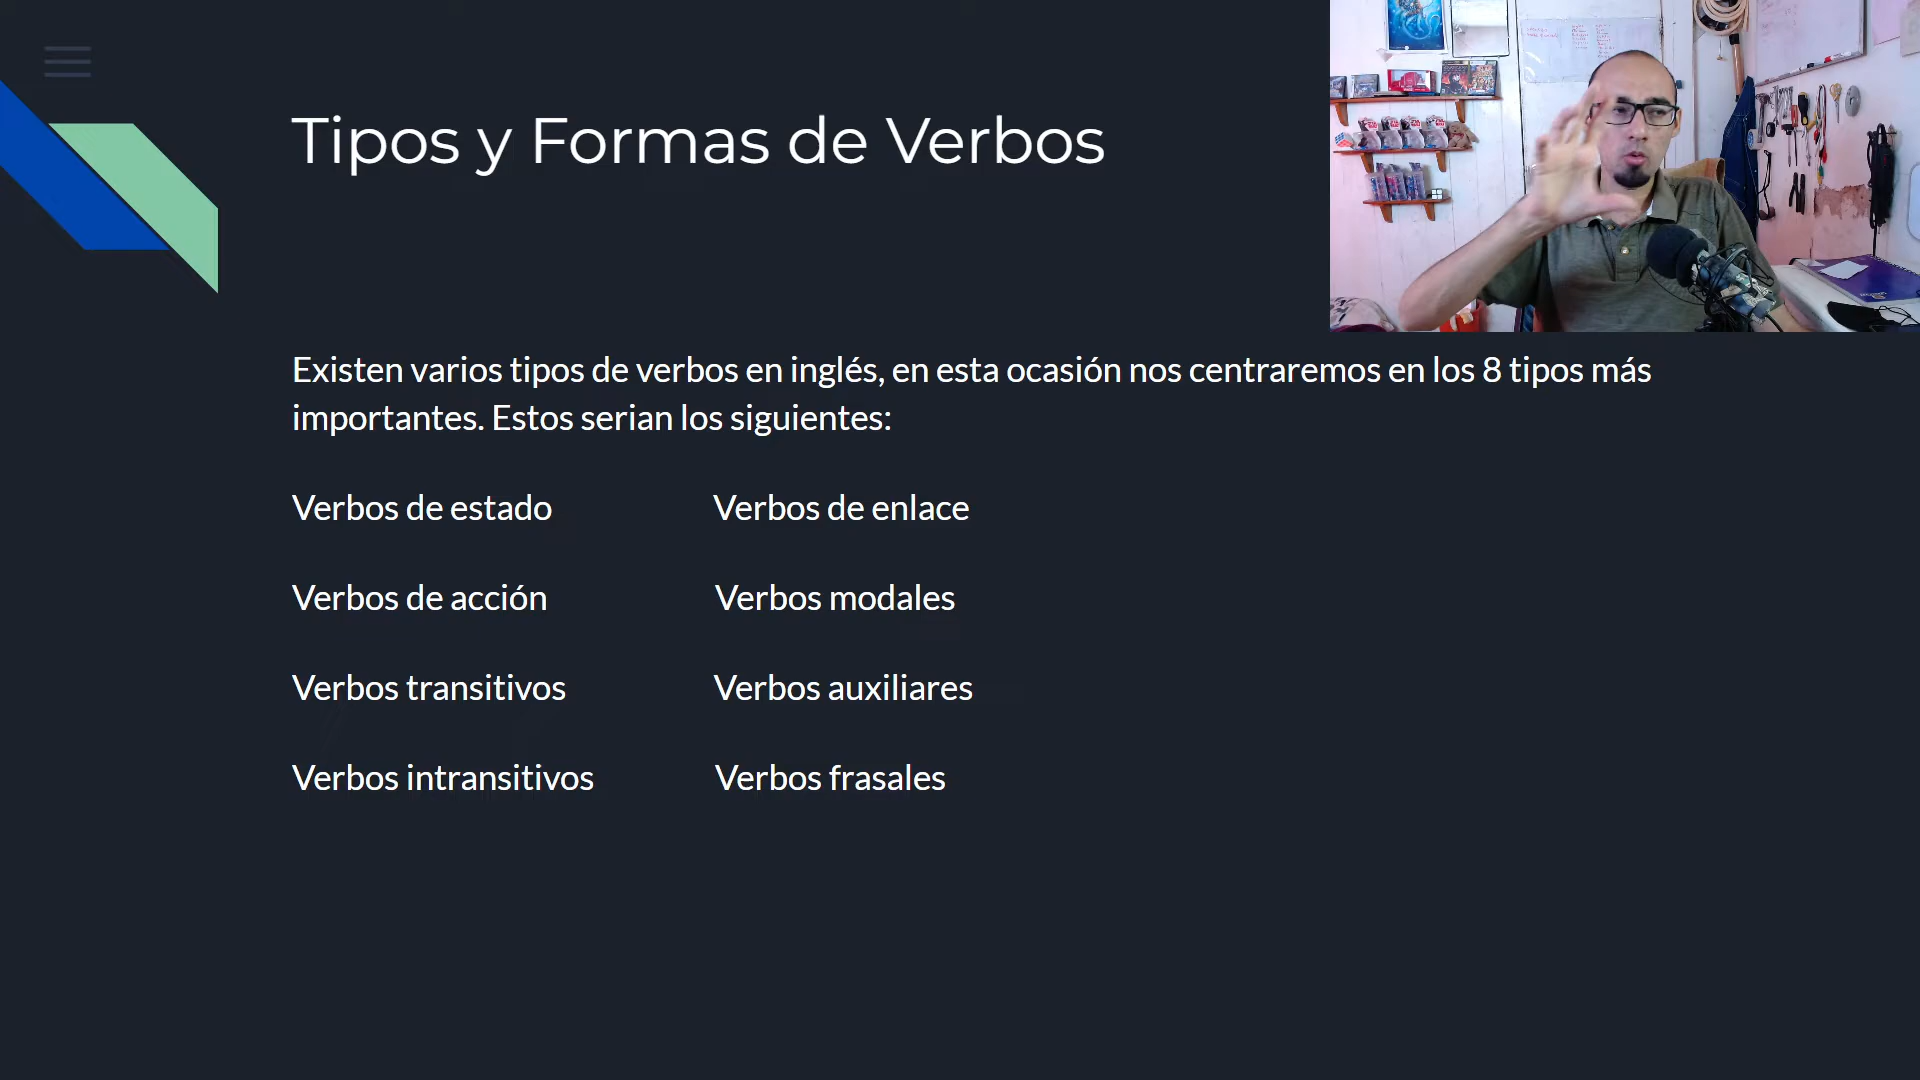 Tipos y Formas de Verbos
Existen varios tipos de verbos en inglés, en esta ocasión nos centraremos en los 8 tipos más
importantes. Estos serian los siguientes:
Verbos de estado Verbos de enlace
Verbos de acción Verbos modales
Verbos transitivos Verbos auxiliares
Verbos intransitivos Verbos frasales